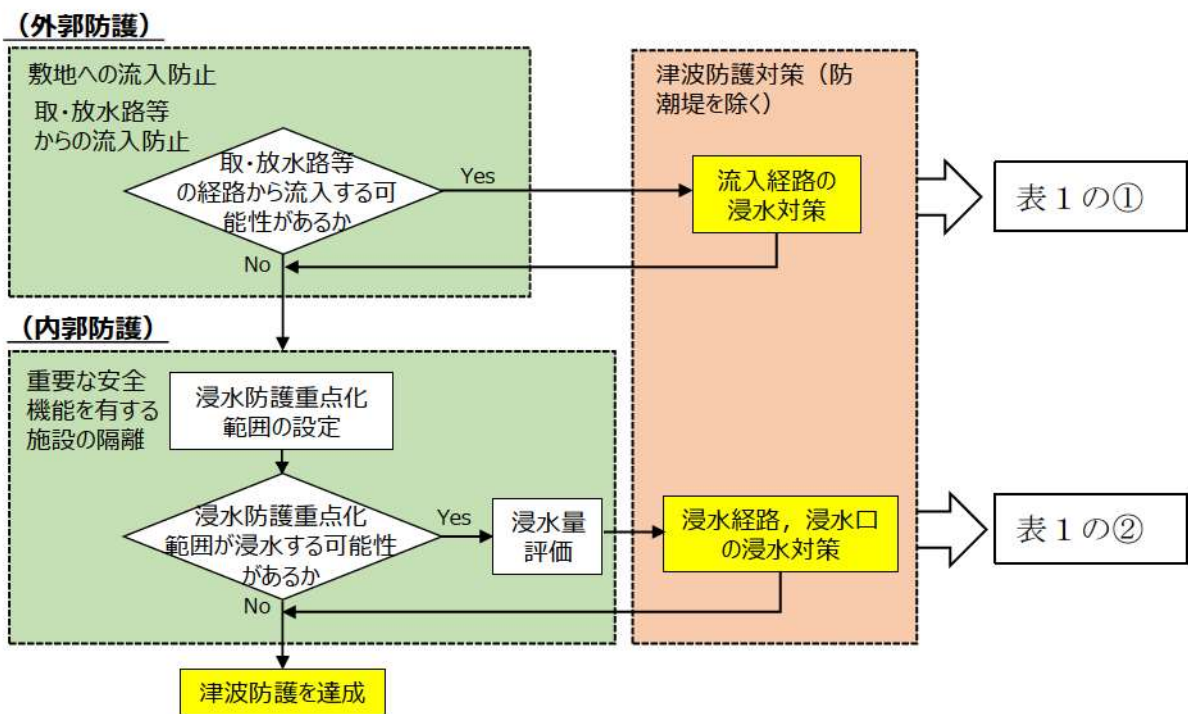 （外郭防護）
敷地への流入防止
取・放水路等
からの流入防止
取・放水路等
の経路から流入する可
能性があるか
Yes
No
津波防護対策（防
潮堤を除く）
流入経路の
浸水対策
表１の①
（内郭防護）
重要な安全
機能を有する
施設の隔離
浸水防護重点化
範囲の設定
浸水防護重点化
範囲が浸水する可能性
があるか
Yes
No
浸水量
評価
浸水経路，浸水口
の浸水対策
表１の②
津波防護を達成